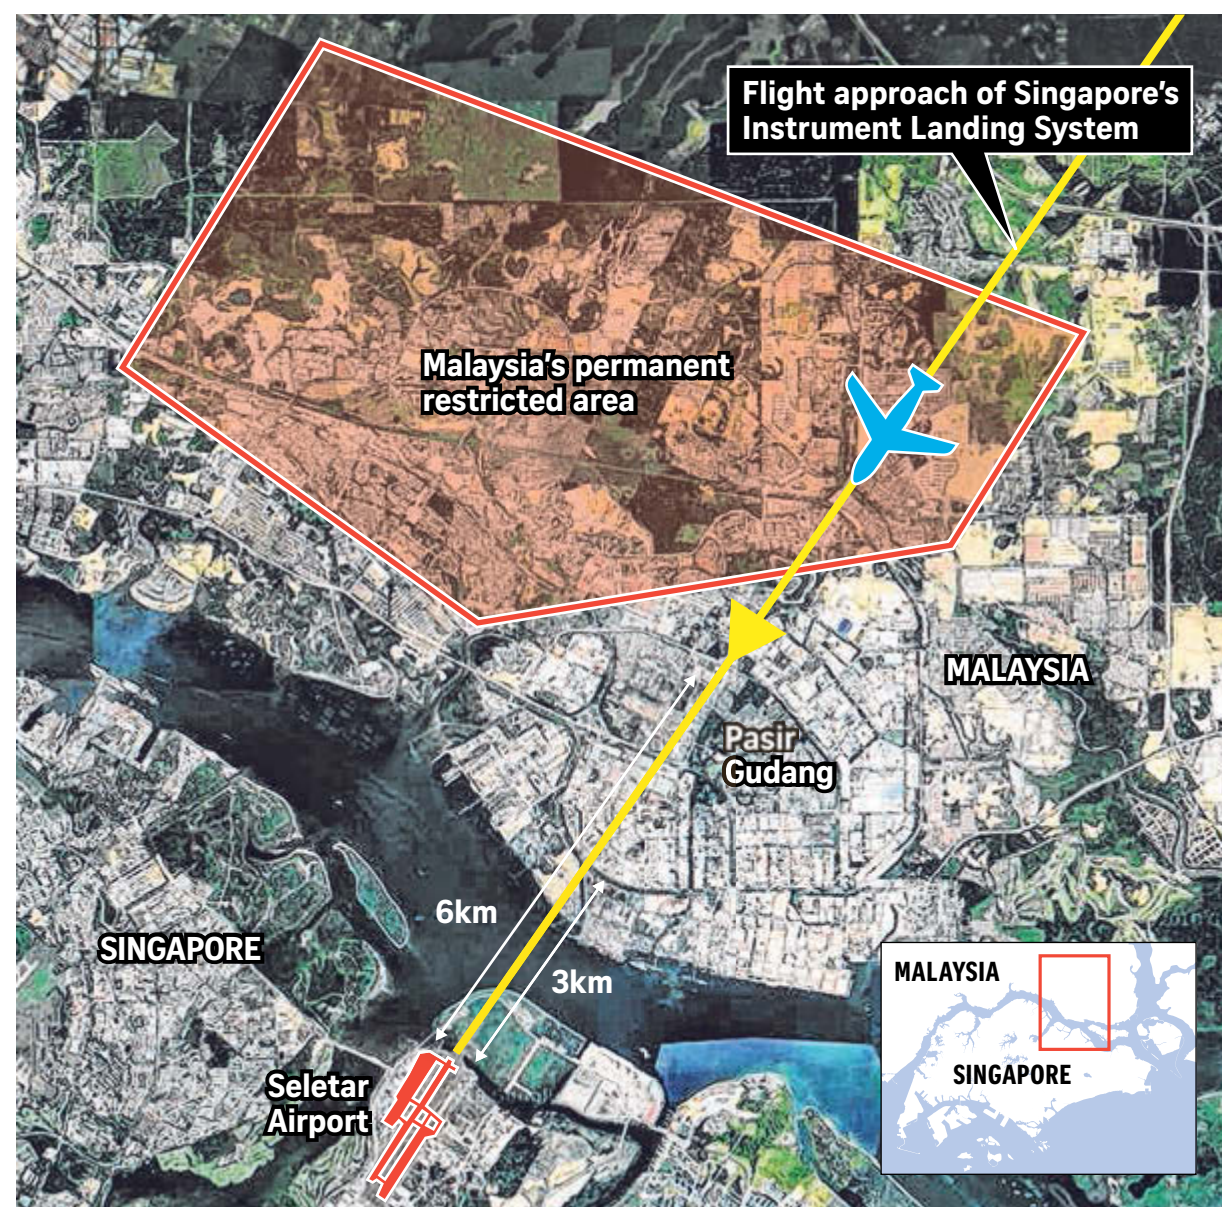 Flight approach of Singapore's
Instrument Landing System
Malaysia's permanent
restricted area
MALAYSIA
Pasir
Gudang
6km
SINGAPORE
3km
Seletar
Airport
MALAYSIA
SINGAPORE